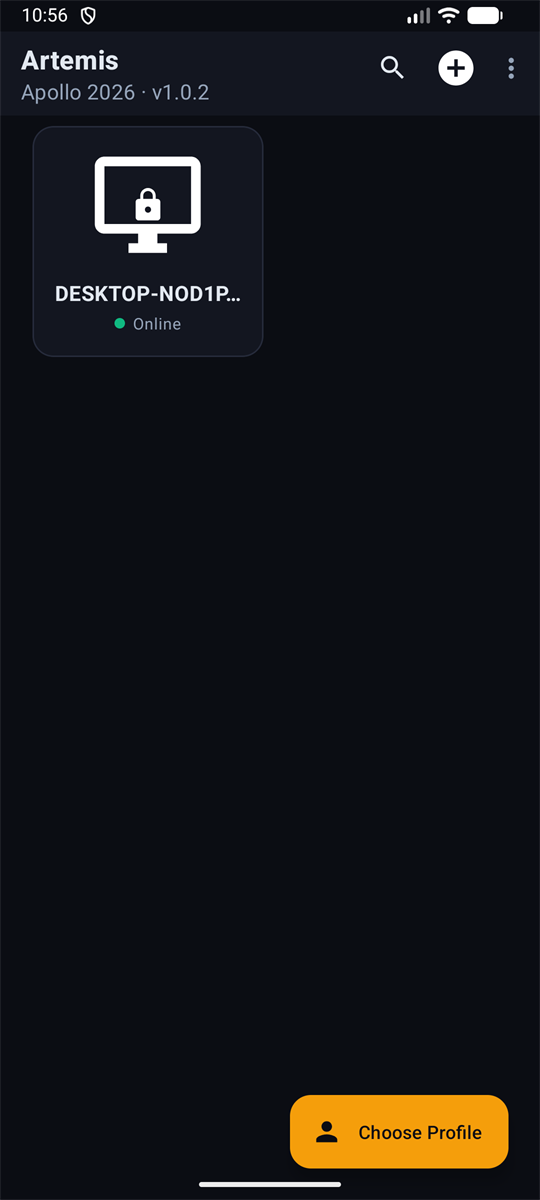 10:56
Artemis
Apollo 2026 · v1.0.2
DESKTOP-NOD1P...
Online
Choose Profile